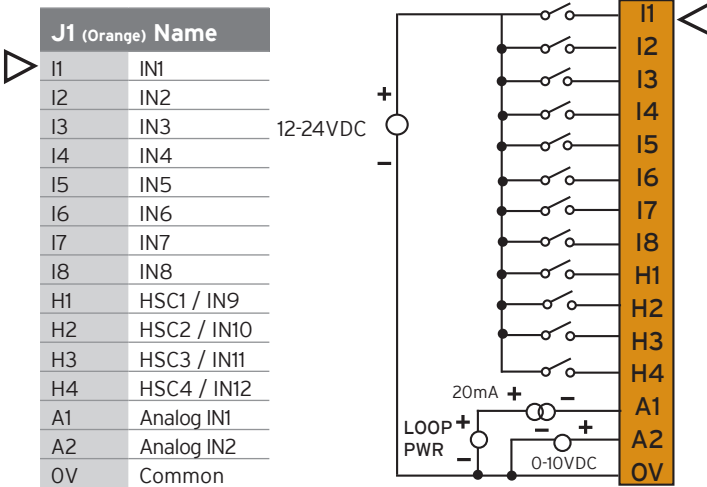 J1 (Orange) Name
I1 IN1
I2 IN2
I3 IN3
I4 IN4
I5 IN5
I6 IN6
I7 IN7
I8 IN8
H1 HSC1 / IN9
H2 HSC2 / IN10
H3 HSC3 / IN11
H4 HSC4 / IN12
A1 Analog IN1
A2 Analog IN2
0V Common
12-24VDC
+
−
20mA + −
LOOP PWR + −
− +
0-10VDC
I1
I2
I3
I4
I5
I6
I7
I8
H1
H2
H3
H4
A1
A2
0V